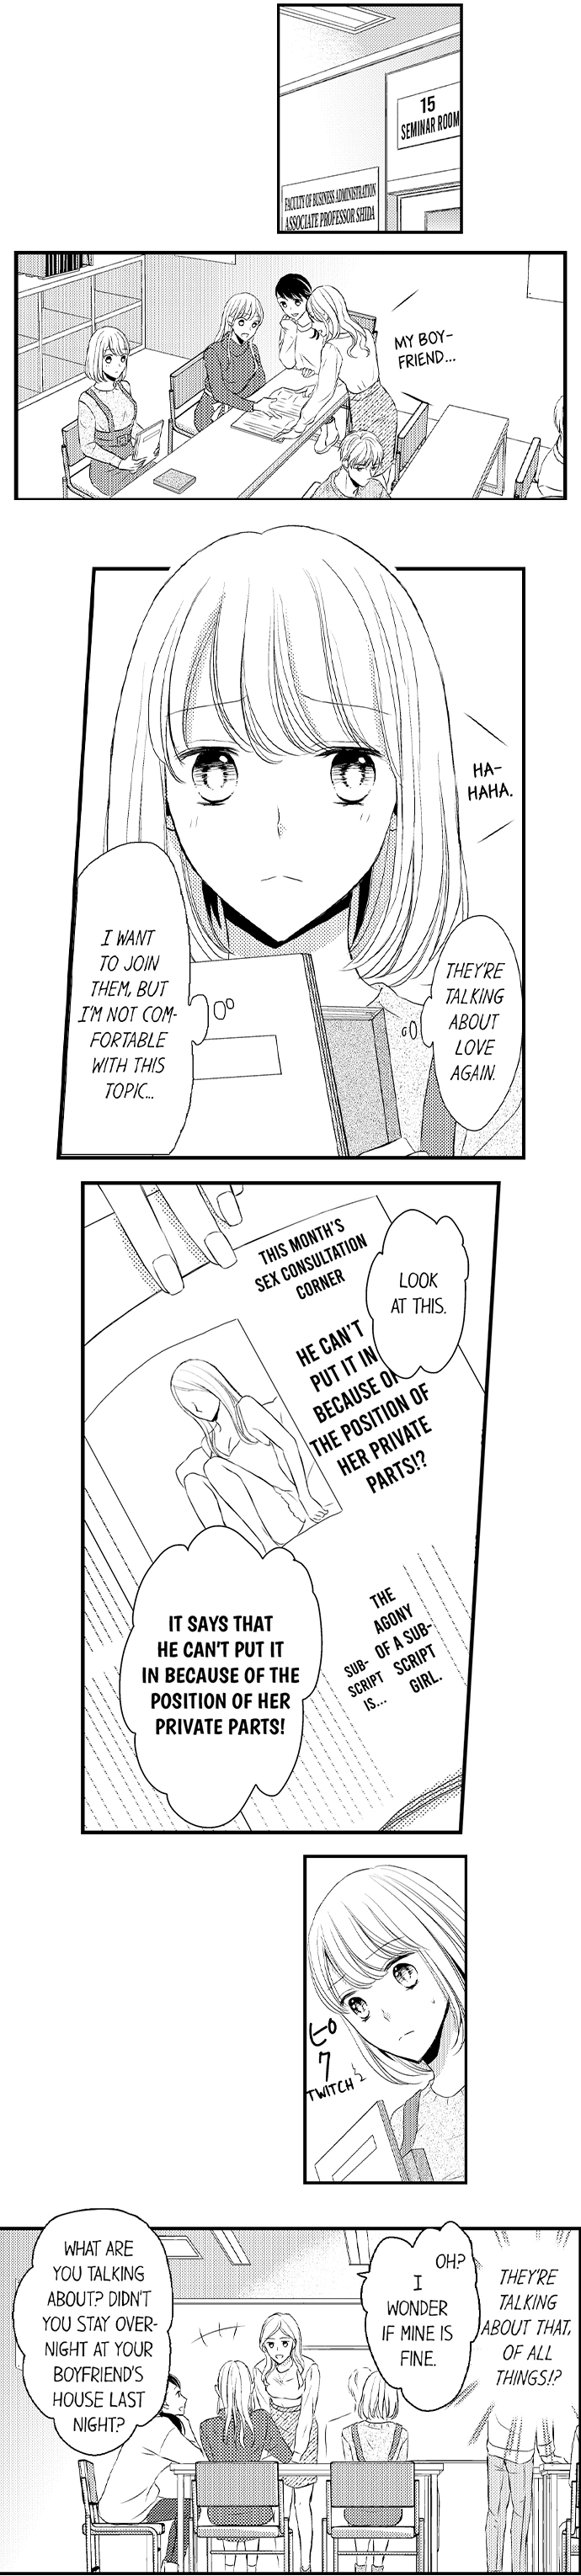 15
SEMINAR ROOM
FACULTY OF BUSINESS ADMINISTRATION
ASSOCIATE PROFESSOR SHIDA
MY BOY-
FRIEND...
HA-
HAHA.
THEY'RE
TALKING
ABOUT
LOVE
AGAIN.
I WANT
TO JOIN
THEM, BUT
I'M NOT COM-
FORTABLE
WITH THIS
TOPIC...
THIS MONTH'S
SEX CONSULTATION
CORNER
LOOK
AT THIS.
HE CAN'T
PUT IT IN
BECAUSE OF
THE POSITION OF
HER PRIVATE
PARTS!?
IT SAYS THAT
HE CAN'T PUT IT
IN BECAUSE OF THE
POSITION OF HER
PRIVATE PARTS!
THE
AGONY
OF A SUB-
SCRIPT
GIRL.
SUB-
SCRIPT
IS...
ヒク
TWITCH
THEY'RE
TALKING
ABOUT THAT,
OF ALL
THINGS!?
OH?
I
WONDER
IF MINE IS
FINE.
WHAT ARE
YOU TALKING
ABOUT? DIDN'T
YOU STAY OVER-
NIGHT AT YOUR
BOYFRIEND'S
HOUSE LAST
NIGHT?